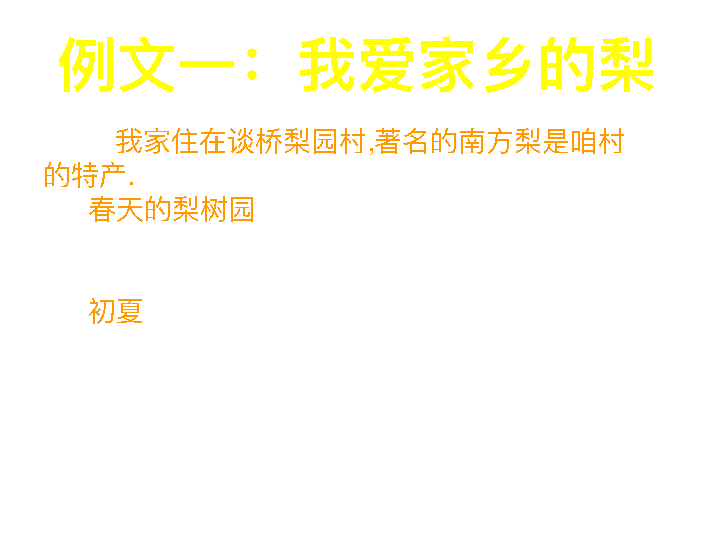 例文一：我爱家乡的梨
我家住在谈桥梨园村,著名的南方梨是咱村
的特产.
春天的梨树园
初夏